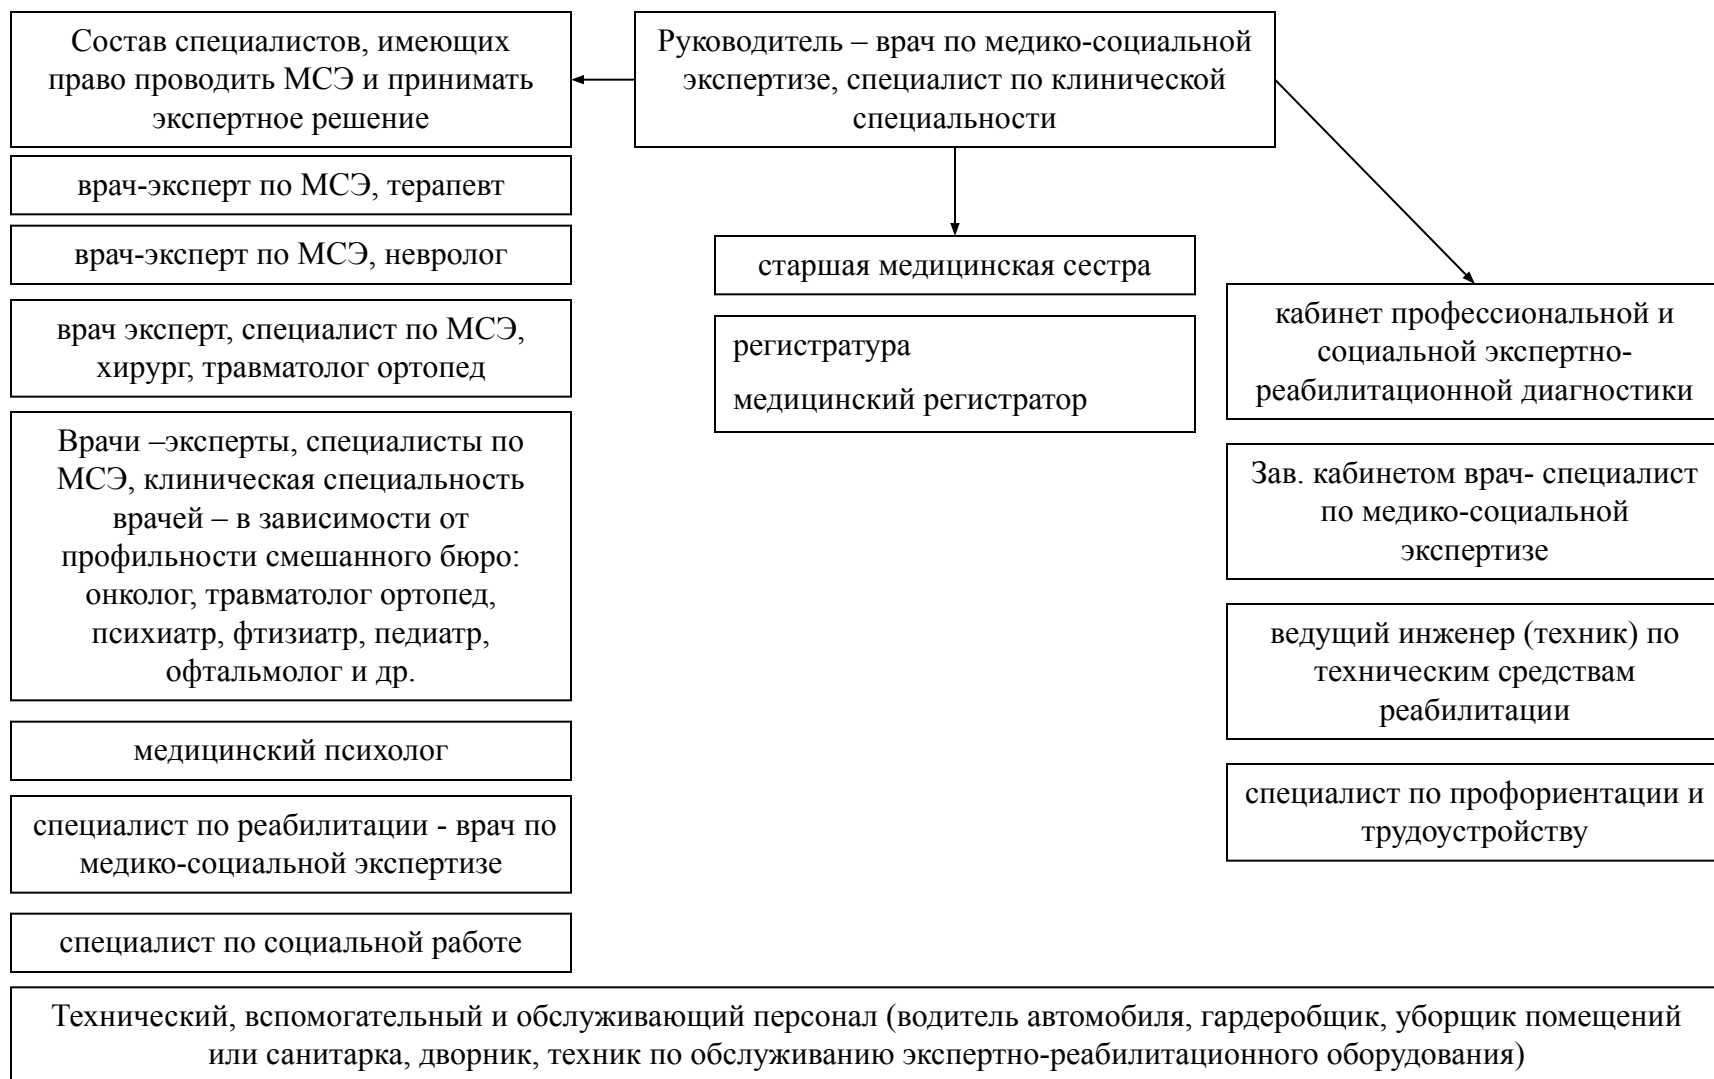 Состав специалистов, имеющих
право проводить МСЭ и принимать
экспертное решение
Руководитель – врач по медико-социальной
экспертизе, специалист по клинической
специальности
врач-эксперт по МСЭ, терапевт
врач-эксперт по МСЭ, невролог
врач эксперт, специалист по МСЭ,
хирург, травматолог ортопед
Врачи –эксперты, специалисты по
МСЭ, клиническая специальность
врачей – в зависимости от
профильности смешанного бюро:
онколог, травматолог ортопед,
психиатр, фтизиатр, педиатр,
офтальмолог и др.
медицинский психолог
специалист по реабилитации - врач по
медико-социальной экспертизе
специалист по социальной работе
старшая медицинская сестра
регистратура
медицинский регистратор
кабинет профессиональной и
социальной экспертно-
реабилитационной диагностики
Зав. кабинетом врач- специалист
по медико-социальной
экспертизе
ведущий инженер (техник) по
техническим средствам
реабилитации
специалист по профориентации и
трудоустройству
Технический, вспомогательный и обслуживающий персонал (водитель автомобиля, гардеробщик, уборщик помещений
или санитарка, дворник, техник по обслуживанию экспертно-реабилитационного оборудования)